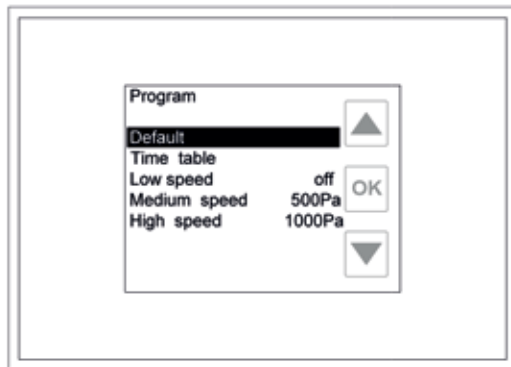 Program
Default
Time table
Low speed off
Medium speed 500Pa
High speed 1000Pa
OK